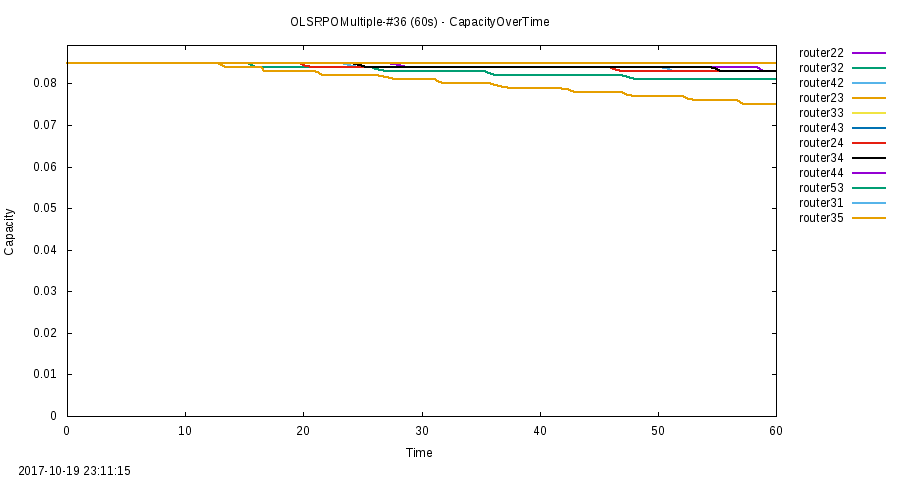 OLSRPOMultiple-#36 (60s) - CapacityOverTime
router22
router32
router42
router23
router33
router43
router24
router34
router44
router53
router31
router35
0.08
0.07
0.06
0.05
0.04
0.03
0.02
0.01
0
Capacity
0 10 20 30 40 50 60
Time
2017-10-19 23:11:15